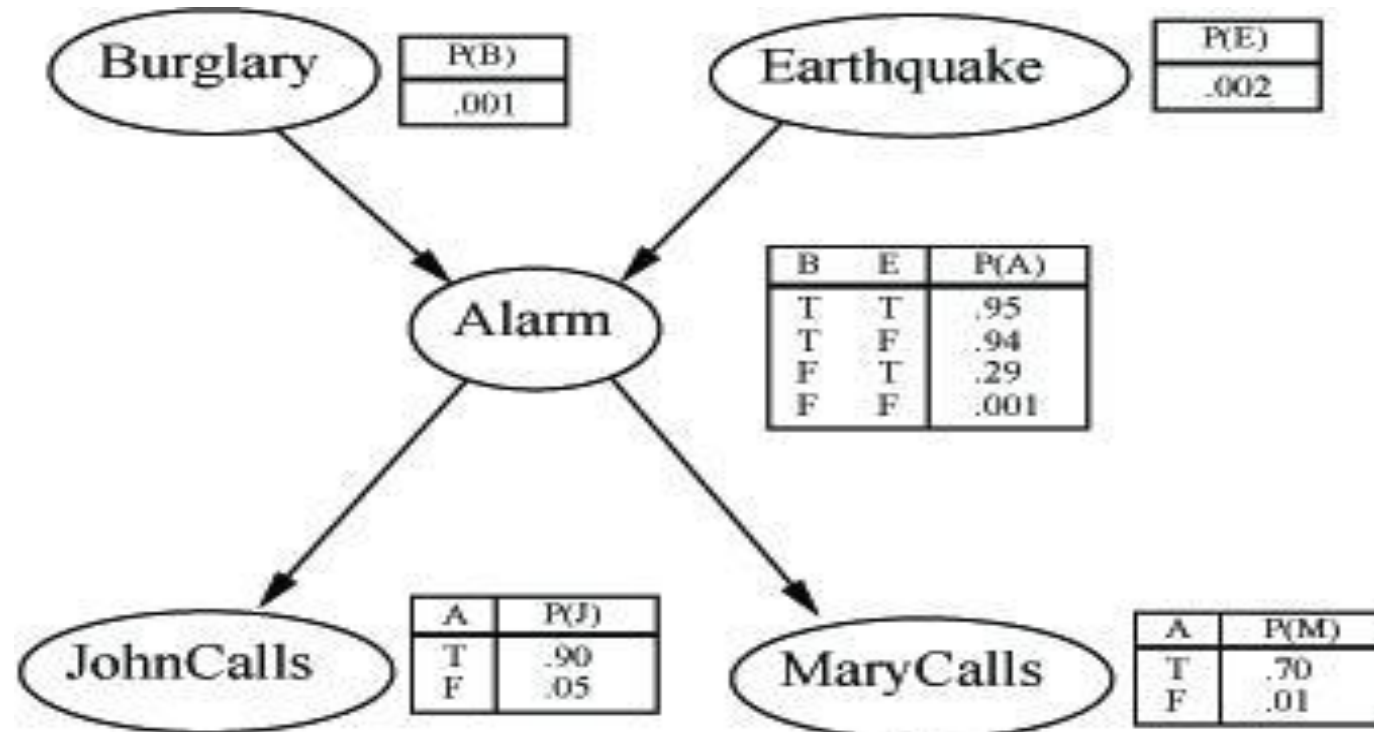 Burglary
P(B)
.001
Earthquake
P(E)
.002
Alarm
B E P(A)
T T .95
T F .94
F T .29
F F .001
JohnCalls
A P(J)
T .90
F .05
MaryCalls
A P(M)
T .70
F .01